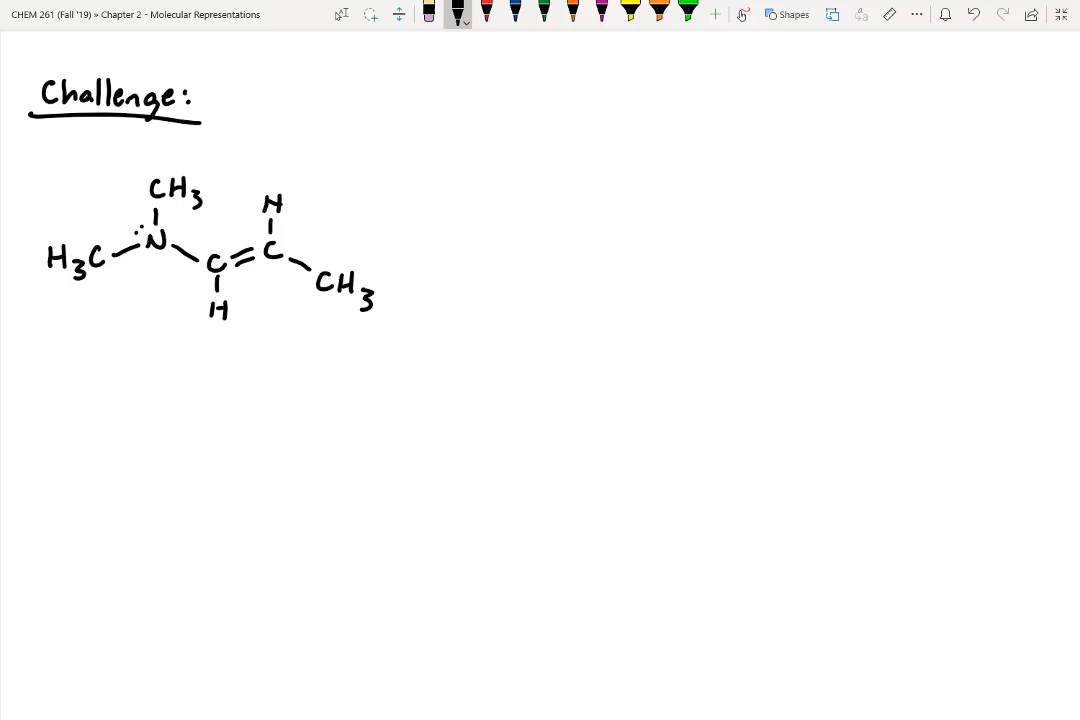 CHEM 261 (Fall '19) » Chapter 2 - Molecular Representations
Shapes
Challenge:
CH3
H
H3C N C C CH3
H